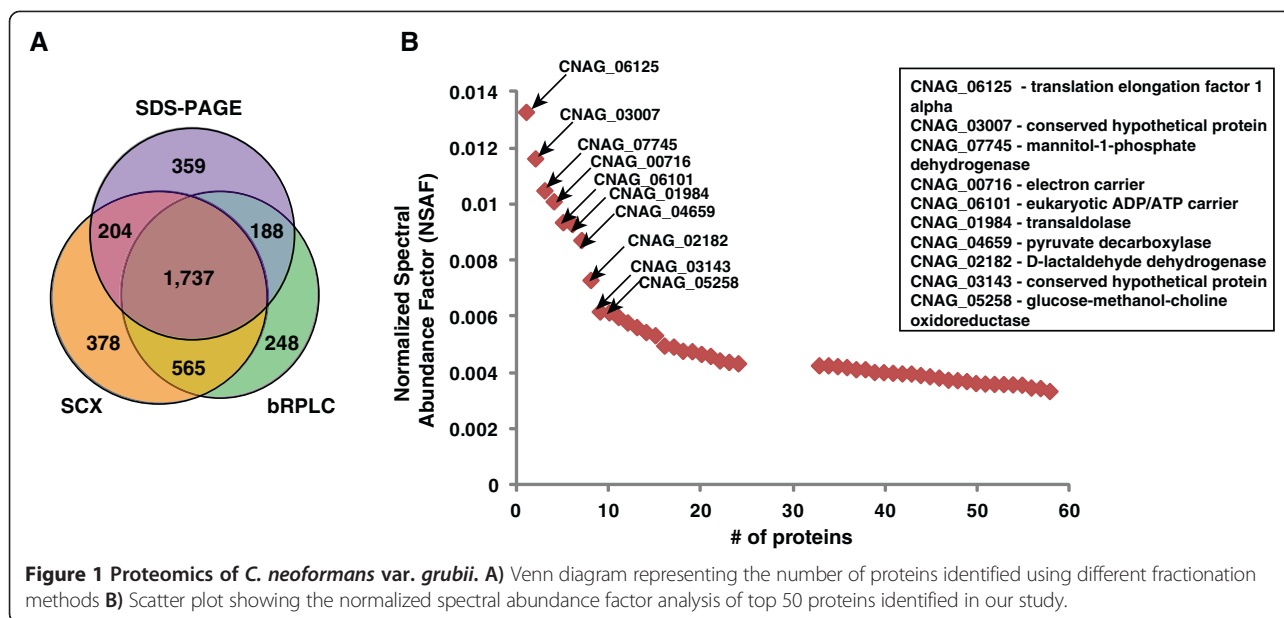 A
SDS-PAGE
359
204
188
1,737
378
565
248
SCX
bRPLC
B
Normalized Spectral
Abundance Factor (NSAF)
0.014
0.012
0.01
0.008
0.006
0.004
0.002
0
CNAG_06125
CNAG_03007
CNAG_07745
CNAG_00716
CNAG_06101
CNAG_01984
CNAG_04659
CNAG_02182
CNAG_03143
CNAG_05258
0 10 20 30 40 50 60
# of proteins
CNAG_06125 - translation elongation factor 1
alpha
CNAG_03007 - conserved hypothetical protein
CNAG_07745 - mannitol-1-phosphate
dehydrogenase
CNAG_00716 - electron carrier
CNAG_06101 - eukaryotic ADP/ATP carrier
CNAG_01984 - transaldolase
CNAG_04659 - pyruvate decarboxylase
CNAG_02182 - D-lactaldehyde dehydrogenase
CNAG_03143 - conserved hypothetical protein
CNAG_05258 - glucose-methanol-choline
oxidoreductase
Figure 1 Proteomics of C. neoformans var. grubii. A) Venn diagram representing the number of proteins identified using different fractionation
methods B) Scatter plot showing the normalized spectral abundance factor analysis of top 50 proteins identified in our study.